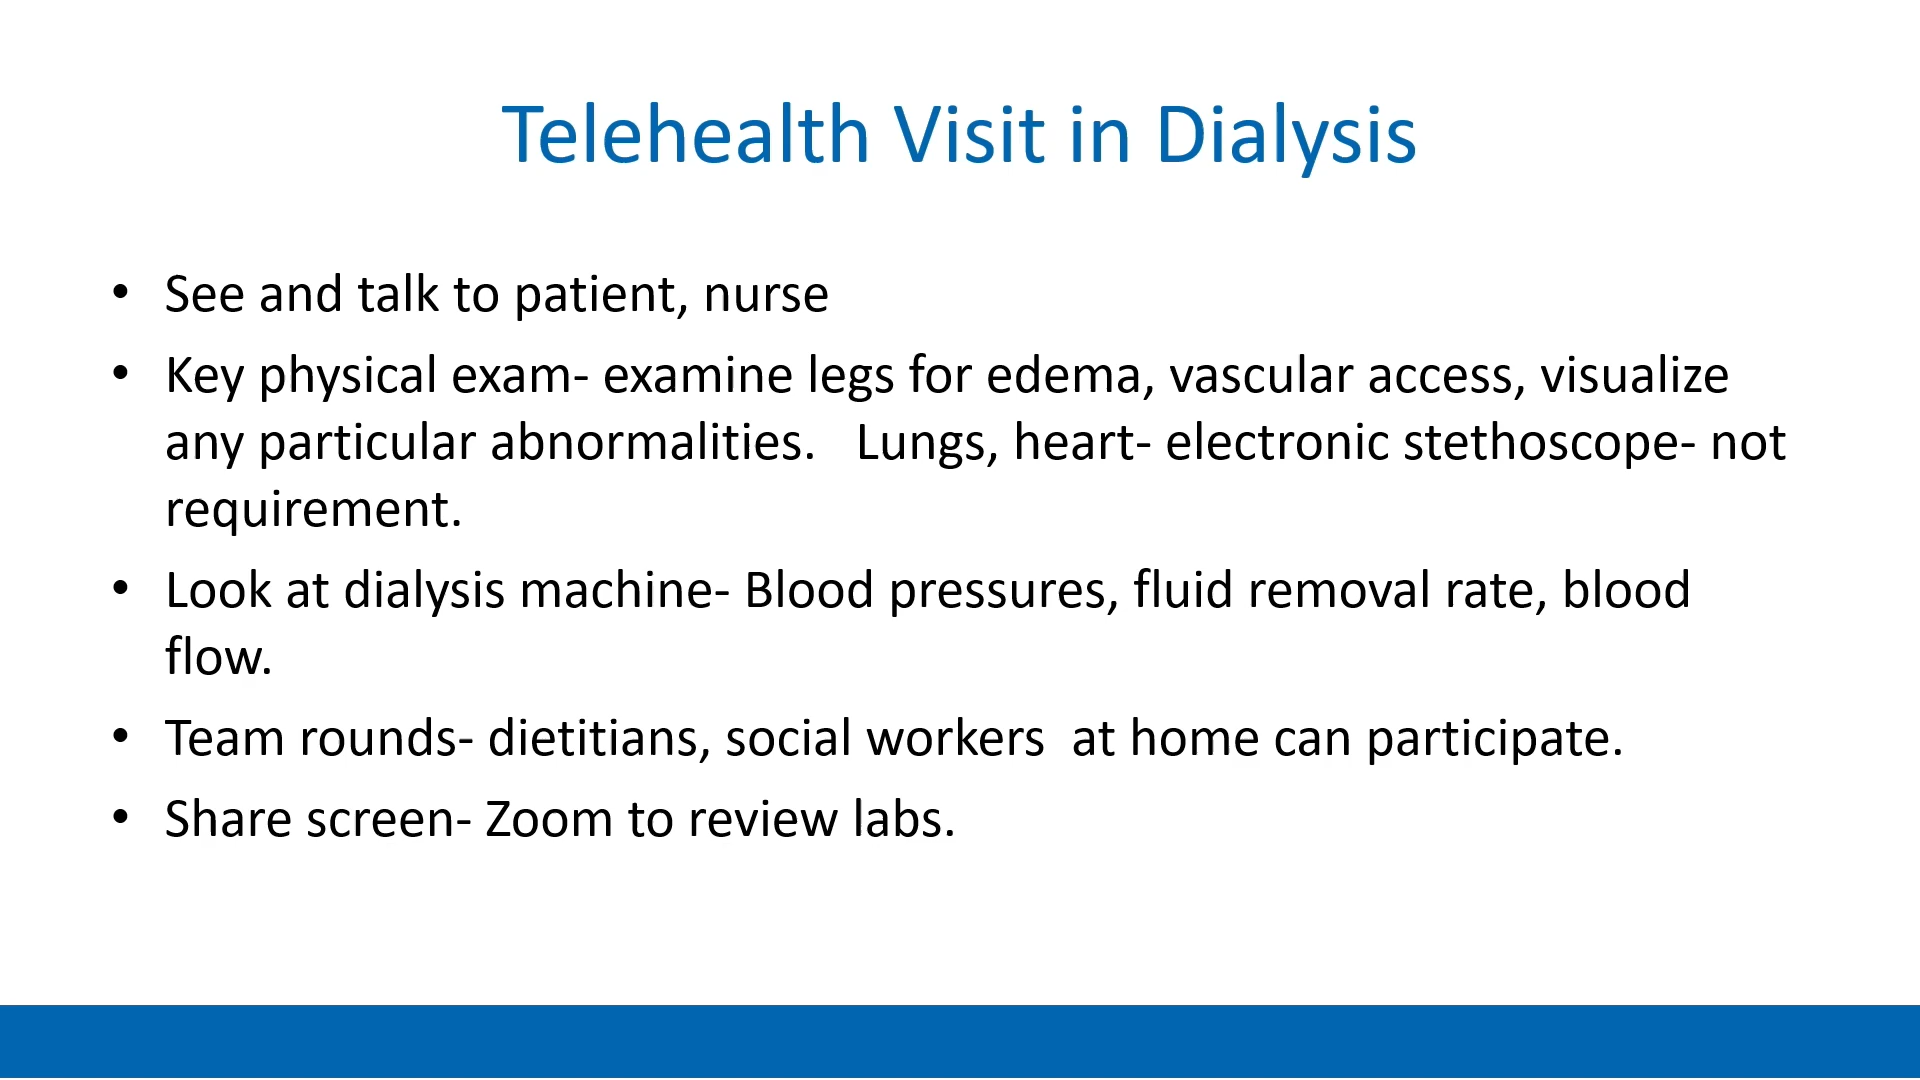 Telehealth Visit in Dialysis
• See and talk to patient, nurse
• Key physical exam- examine legs for edema, vascular access, visualize
any particular abnormalities.   Lungs, heart- electronic stethoscope- not
requirement.
• Look at dialysis machine- Blood pressures, fluid removal rate, blood
flow.
• Team rounds- dietitians, social workers  at home can participate.
• Share screen- Zoom to review labs.